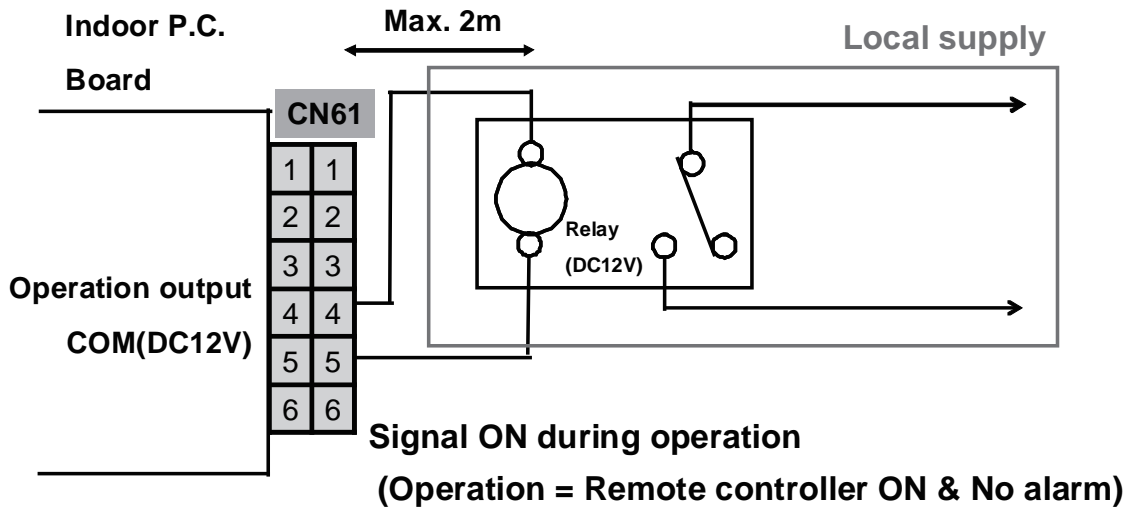 Indoor P.C.
Board
Max. 2m
Local supply
CN61
1 1
2 2
3 3
4 4
5 5
6 6
Operation output
COM(DC12V)
Relay
(DC12V)
Signal ON during operation
(Operation = Remote controller ON & No alarm)